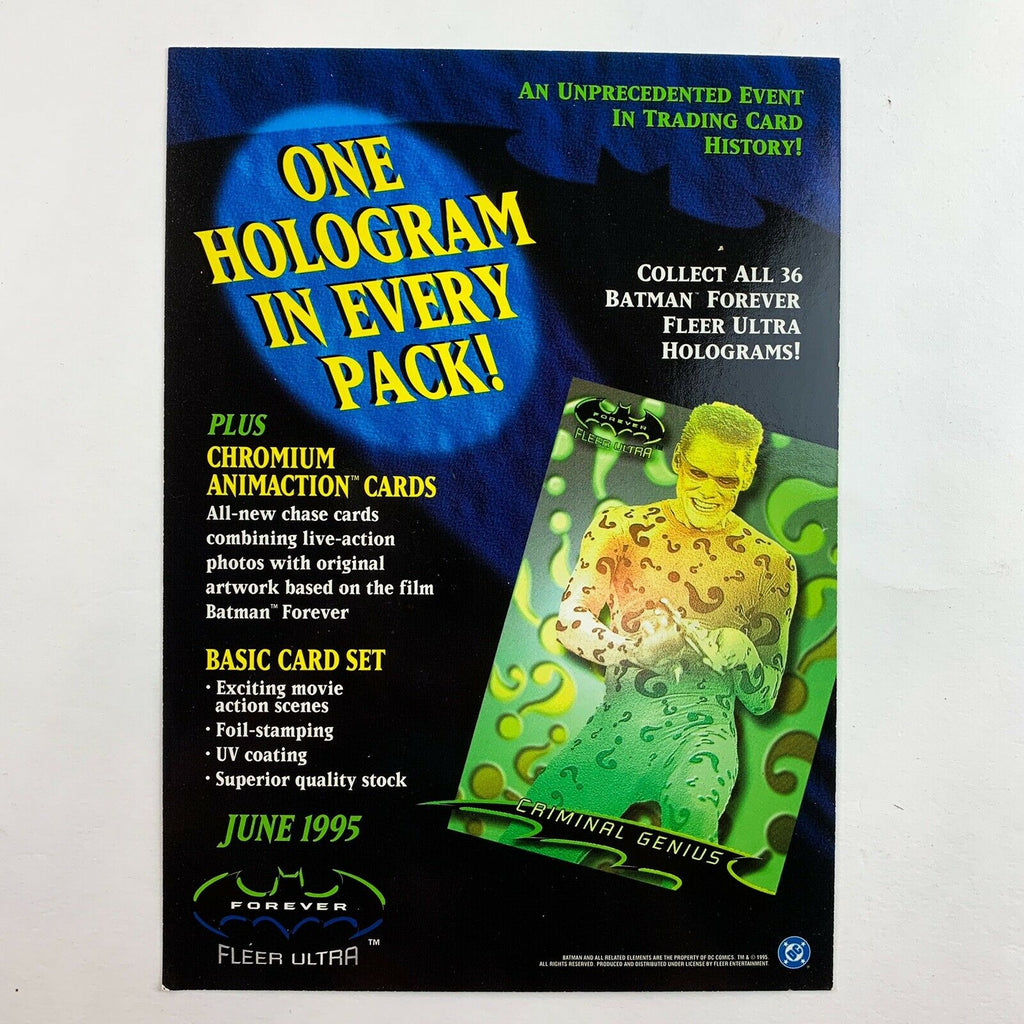 AN UNPRECEDENTED EVENT
IN TRADING CARD
HISTORY!
ONE
HOLOGRAM
IN EVERY
PACK!
COLLECT ALL 36
BATMAN™ FOREVER
FLEER ULTRA
HOLOGRAMS!
PLUS
CHROMIUM
ANIMACTION™ CARDS
All-new chase cards
combining live-action
photos with original
artwork based on the film
Batman™ Forever
BASIC CARD SET
· Exciting movie
action scenes
· Foil-stamping
· UV coating
· Superior quality stock
JUNE 1995
FOREVER
FLEER ULTRA™
FOREVER
FLEER ULTRA
CRIMINAL GENIUS
BATMAN AND ALL RELATED ELEMENTS ARE THE PROPERTY OF DC COMICS. TM & © 1995.
ALL RIGHTS RESERVED. PRODUCED AND DISTRIBUTED UNDER LICENSE BY FLEER ENTERTAINMENT.
DC